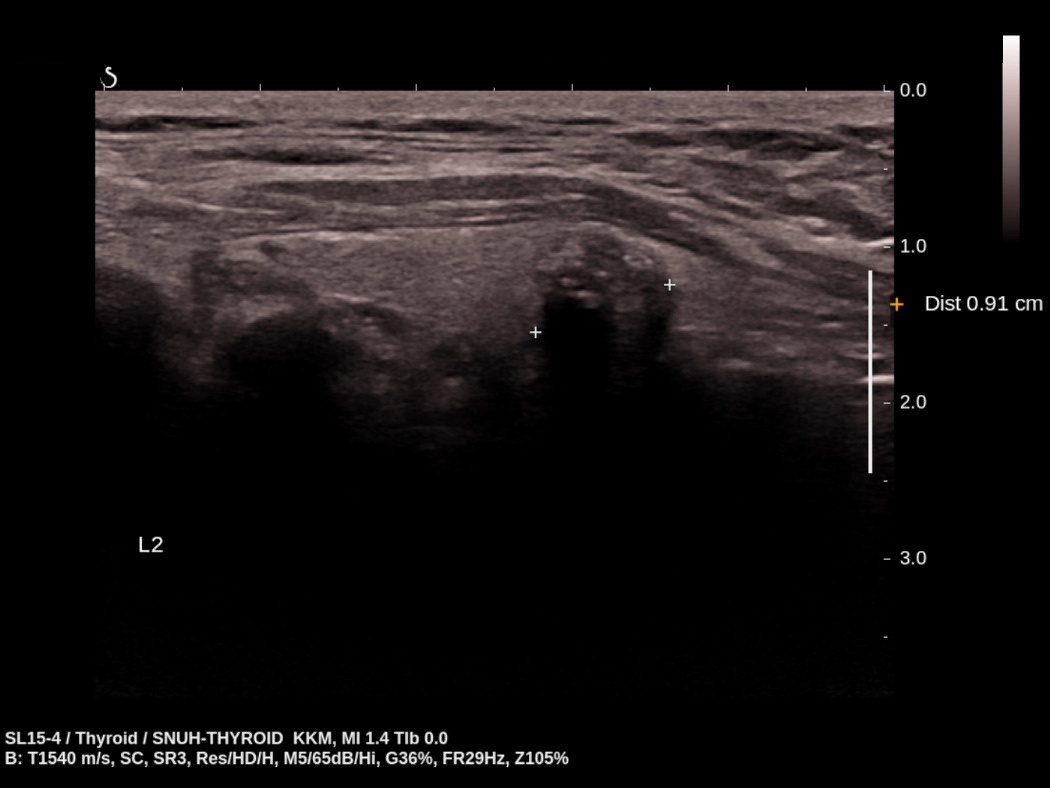 S
0.0
1.0
Dist 0.91 cm
2.0
L2
3.0
SL15-4 / Thyroid / SNUH-THYROID KKM, MI 1.4 TIb 0.0
B: T1540 m/s, SC, SR3, Res/HD/H, M5/65dB/Hi, G36%, FR29Hz, Z105%